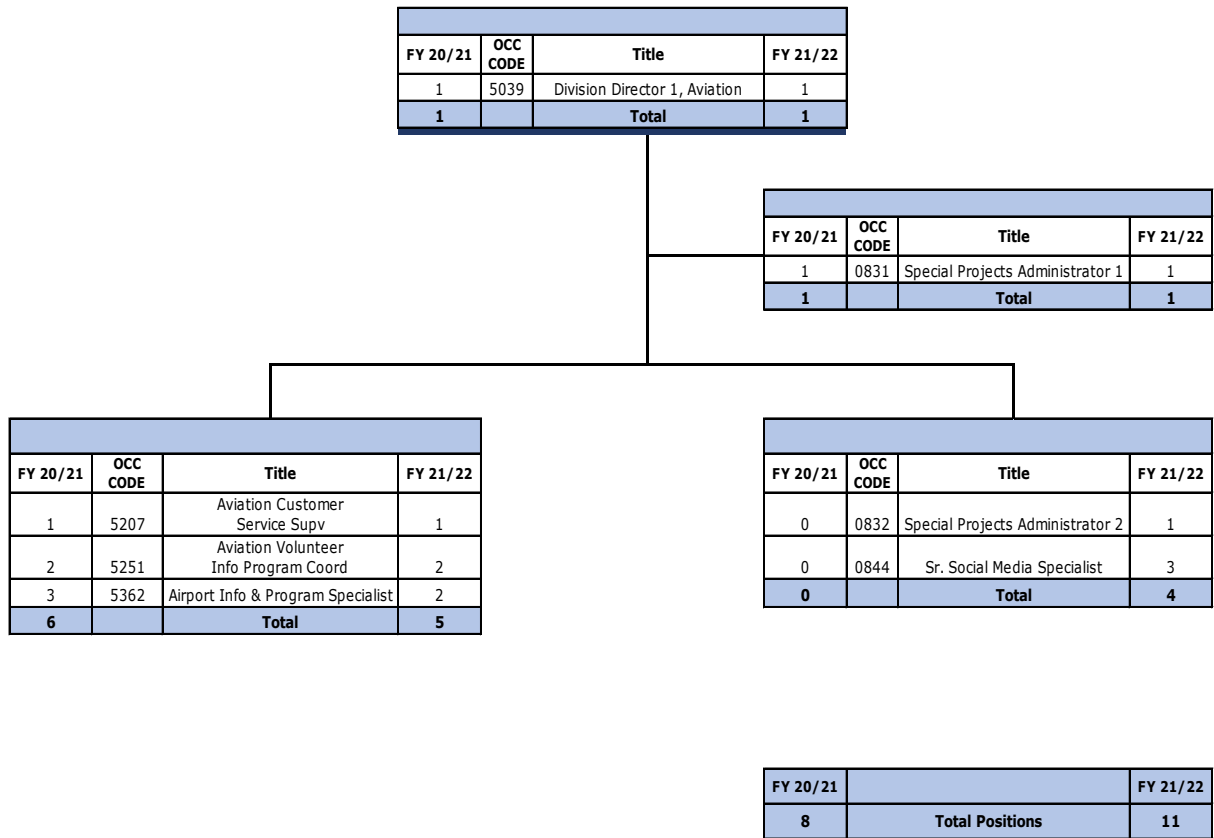 FY 20/21 OCC CODE Title FY 21/22
1 5039 Division Director 1, Aviation 1
1 Total 1
FY 20/21 OCC CODE Title FY 21/22
1 0831 Special Projects Administrator 1 1
1 Total 1
FY 20/21 OCC CODE Title FY 21/22
Aviation Customer
1 5207 Service Supv 1
Aviation Volunteer
2 5251 Info Program Coord 2
3 5362 Airport Info & Program Specialist 2
6 Total 5
FY 20/21 OCC CODE Title FY 21/22
0 0832 Special Projects Administrator 2 1
0 0844 Sr. Social Media Specialist 3
0 Total 4
FY 20/21 FY 21/22
8 Total Positions 11